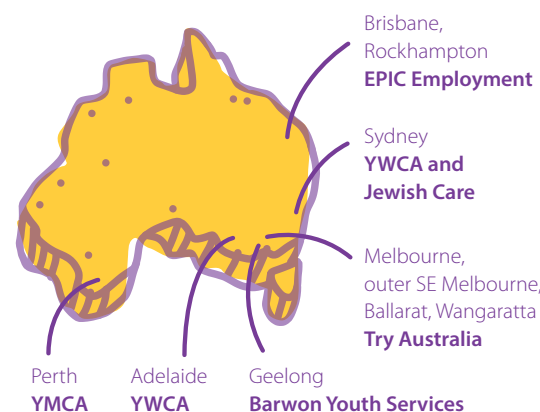 Brisbane,
Rockhampton
EPIC Employment
Sydney
YWCA and
Jewish Care
Melbourne,
outer SE Melbourne,
Ballarat, Wangaratta
Try Australia
Perth
YMCA
Adelaide
YWCA
Geelong
Barwon Youth Services